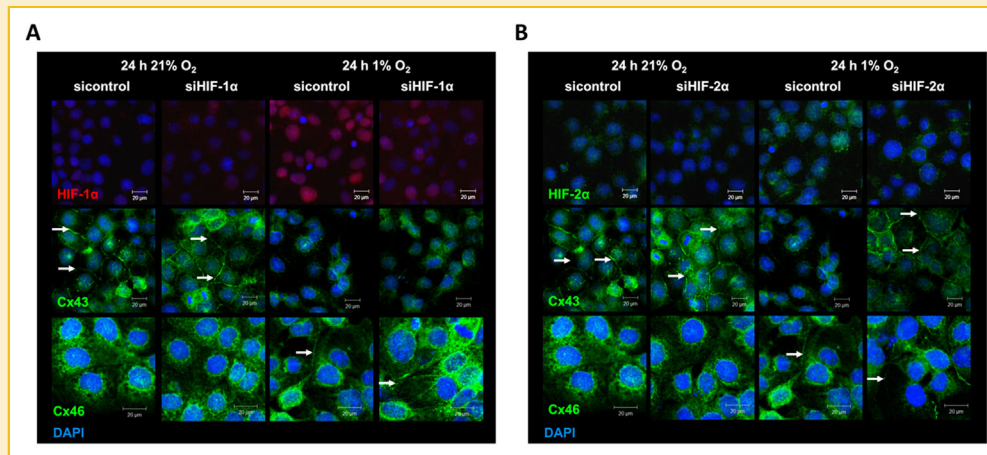 A
24 h 21% O₂ 24 h 1% O₂
sicontrol siHIF-1α sicontrol siHIF-1α
HIF-1α
20 µm 20 µm 20 µm 20 µm
Cx43
20 µm 20 µm 20 µm 20 µm
Cx46
20 µm 20 µm 20 µm 20 µm
DAPI
B
24 h 21% O₂ 24 h 1% O₂
sicontrol siHIF-2α sicontrol siHIF-2α
HIF-2α
20 µm 20 µm 20 µm 20 µm
Cx43
20 µm 20 µm 20 µm 20 µm
Cx46
20 µm 20 µm 20 µm 20 µm
DAPI